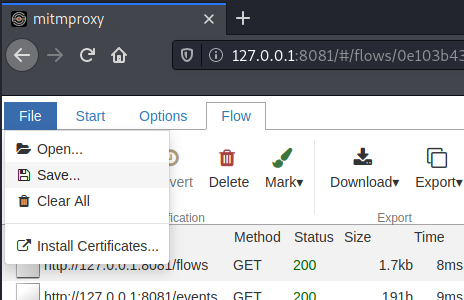 mitmproxy
127.0.0.1:8081/#/flows/0e103b43
File Start Options Flow
Open...
Save...
Clear All
Install Certificates...
vert Delete Mark▾ Download▾ Export▾
fication Export
Method Status Size Time
http://127.0.0.1:8081/flows GET 200 1.7kb 8ms
http://127.0.0.1:8081/events GET 200 191b 9ms